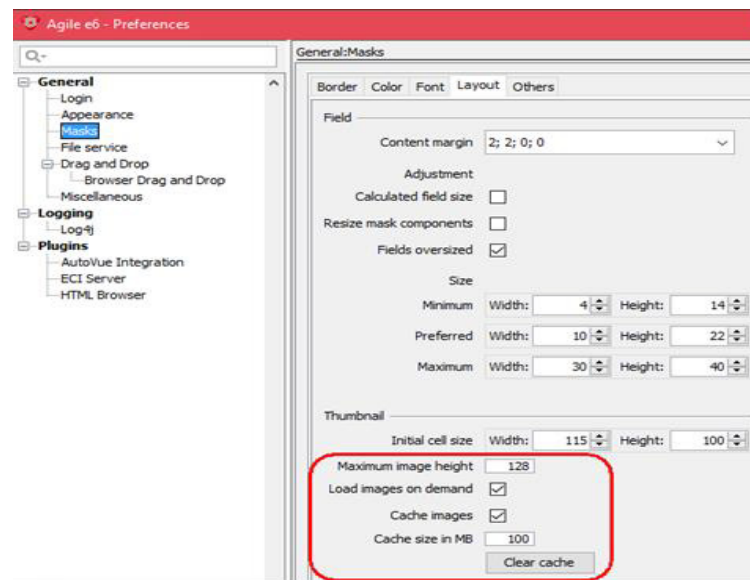 Agile e6 - Preferences
General
Login
Appearance
Masks
File service
Drag and Drop
Browser Drag and Drop
Miscellaneous
Logging
Log4j
Plugins
AutoVue Integration
ECI Server
HTML Browser
General:Masks
Border Color Font Layout Others
Field
Content margin 2; 2; 0; 0
Adjustment
Calculated field size
Resize mask components
Fields oversized
Size
Minimum Width: 4 Height: 14
Preferred Width: 10 Height: 22
Maximum Width: 30 Height: 40
Thumbnail
Initial cell size Width: 115 Height: 100
Maximum image height 128
Load images on demand
Cache images
Cache size in MB 100
Clear cache